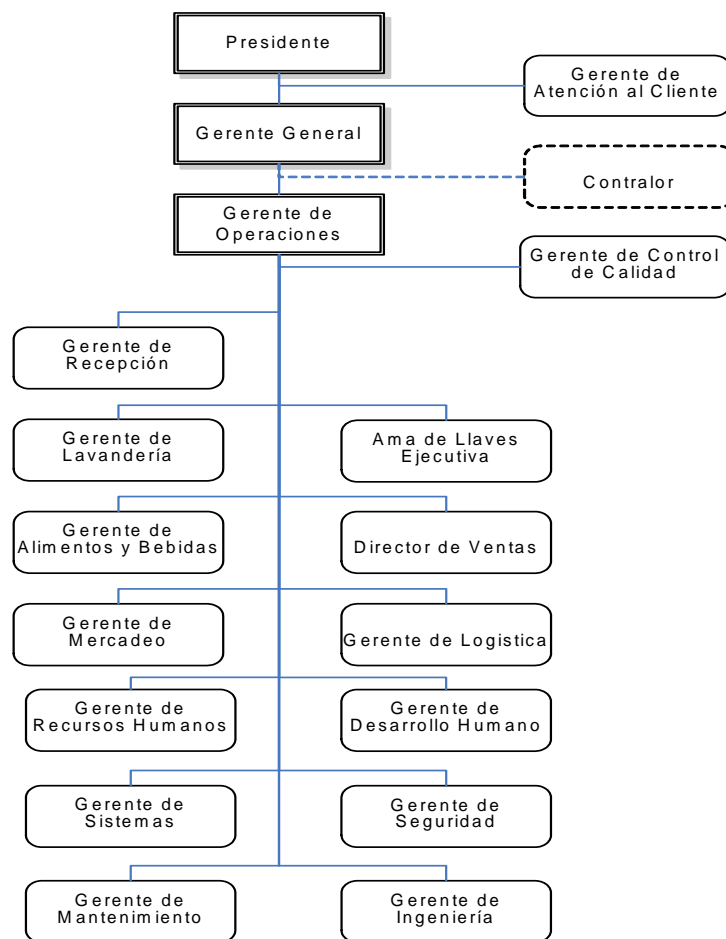 Presidente
Gerente de
Atención al Cliente
Gerente General
Contralor
Gerente de
Operaciones
Gerente de Control
de Calidad
Gerente de
Recepción
Gerente de
Lavandería
Ama de Llaves
Ejecutiva
Gerente de
Alimentos y Bebidas
Director de Ventas
Gerente de
Mercadeo
Gerente de Logistica
Gerente de
Recursos Humanos
Gerente de
Desarrollo Humano
Gerente de
Sistemas
Gerente de
Seguridad
Gerente de
Mantenimiento
Gerente de
Ingeniería